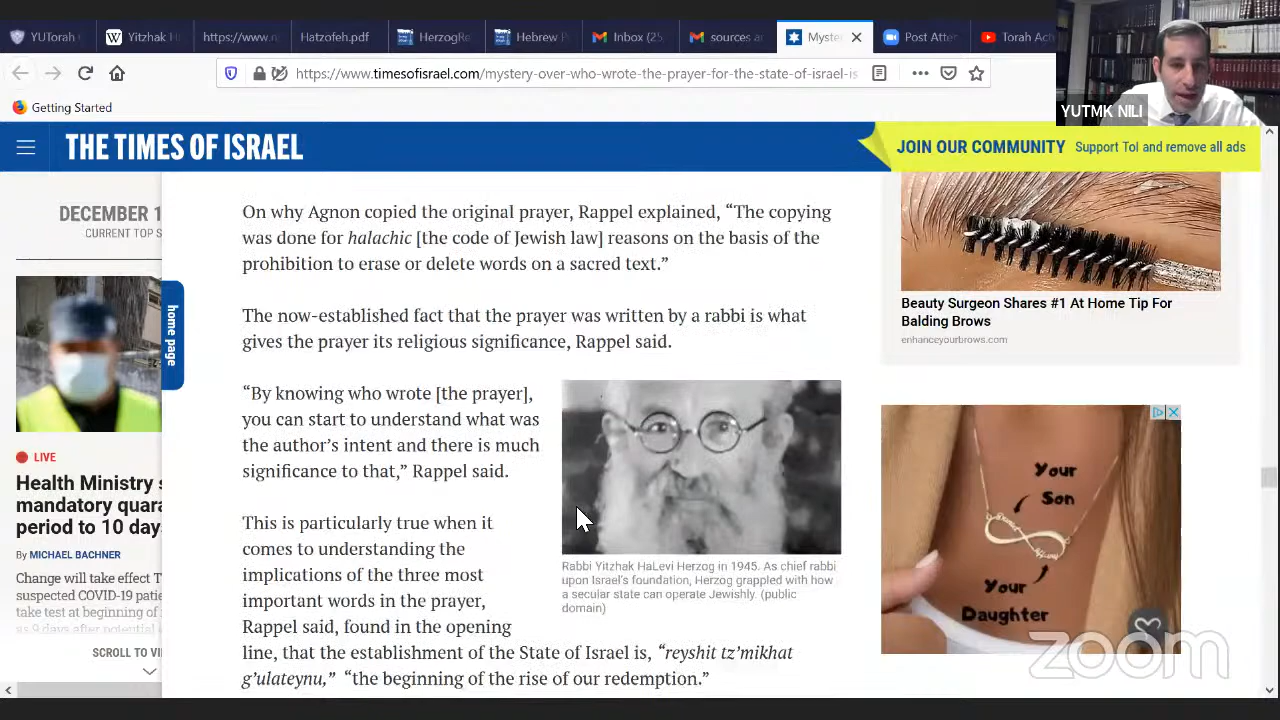 YUTorah
Yitzhak H
https://www.n
Hatzofeh.pdf
HerzogRe
Hebrew P
Inbox (25
sources a
Myste
Post Atte
Torah Act
https://www.timesofisrael.com/mystery-over-who-wrote-the-prayer-for-the-state-of-israel-is
Getting Started
YUTMK NILI
THE TIMES OF ISRAEL
JOIN OUR COMMUNITY Support ToI and remove all ads
DECEMBER 1
CURRENT TOP S
home page
LIVE
Health Ministry s
mandatory quara
period to 10 day
By MICHAEL BACHNER
Change will take effect T
suspected COVID-19 patie
take test at beginning of i
as 9 days after potential e
SCROLL TO VI
On why Agnon copied the original prayer, Rappel explained, “The copying
was done for halachic [the code of Jewish law] reasons on the basis of the
prohibition to erase or delete words on a sacred text.”
The now-established fact that the prayer was written by a rabbi is what
gives the prayer its religious significance, Rappel said.
“By knowing who wrote [the prayer],
you can start to understand what was
the author’s intent and there is much
significance to that,” Rappel said.
This is particularly true when it
comes to understanding the
implications of the three most
important words in the prayer,
Rappel said, found in the opening
line, that the establishment of the State of Israel is, “reyshit tz’mikhat
g’ulateynu,” “the beginning of the rise of our redemption.”
Rabbi Yitzhak HaLevi Herzog in 1945. As chief rabbi
upon Israel's foundation, Herzog grappled with how
a secular state can operate Jewishly. (public
domain)
Beauty Surgeon Shares #1 At Home Tip For
Balding Brows
enhanceyourbrows.com
Your
Son
Your
Daughter
zoom